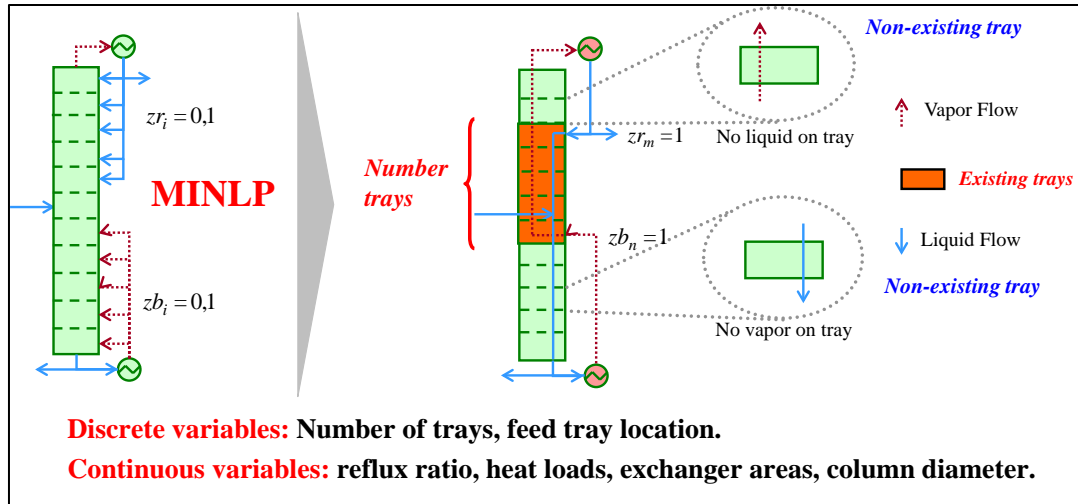 zr_i = 0,1
MINLP
zb_i = 0,1
Number
trays
zr_m = 1
zb_n = 1
Non-existing tray
No liquid on tray
No vapor on tray
Vapor Flow
Existing trays
Liquid Flow
Non-existing tray
Discrete variables: Number of trays, feed tray location.
Continuous variables: reflux ratio, heat loads, exchanger areas, column diameter.